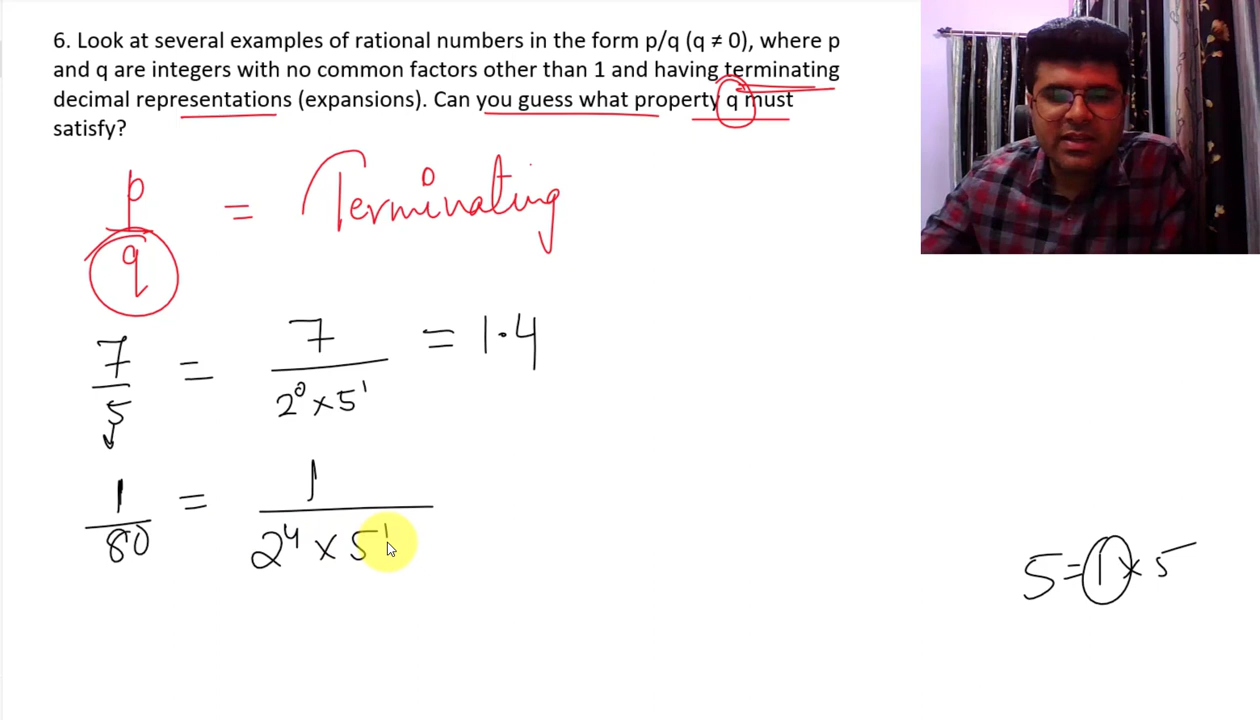 6. Look at several examples of rational numbers in the form p/q (q ≠ 0), where p
and q are integers with no common factors other than 1 and having terminating
decimal representations (expansions). Can you guess what property q must
satisfy?
p/q = Terminating
7/5 = 7/(2⁰ × 5¹) = 1·4
1/80 = 1/(2⁴ × 5¹)
5 = 1 × 5